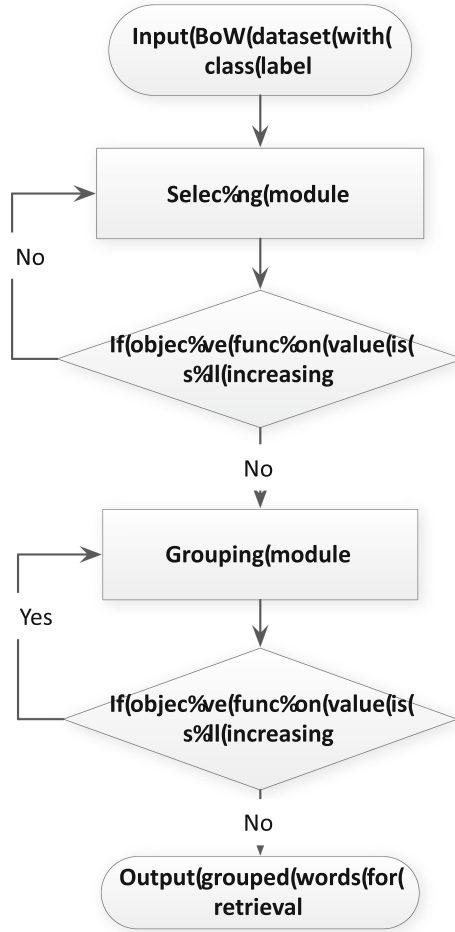 Input(BoW(dataset(with(
class(label
Selec%ng(module
No
If(objec%ve(func%on(value(is(
s%ll(increasing
No
Grouping(module
Yes
If(objec%ve(func%on(value(is(
s%ll(increasing
No
Output(grouped(words(for(
retrieval